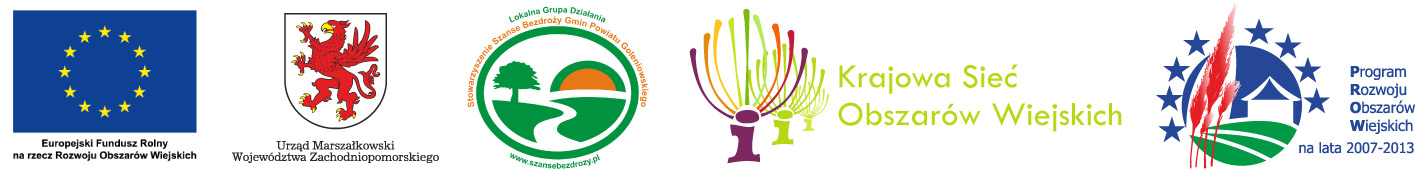 Europejski Fundusz Rolny
na rzecz Rozwoju Obszarów Wiejskich
Urząd Marszałkowski
Województwa Zachodniopomorskiego
Lokalna Grupa Działania
Stowarzyszenie Szanse Bezdroży Gmin Powiatu Goleniowskiego
www.szansebezdrozy.pl
Krajowa Sieć
Obszarów Wiejskich
Program
Rozwoju
Obszarów
Wiejskich
na lata 2007-2013